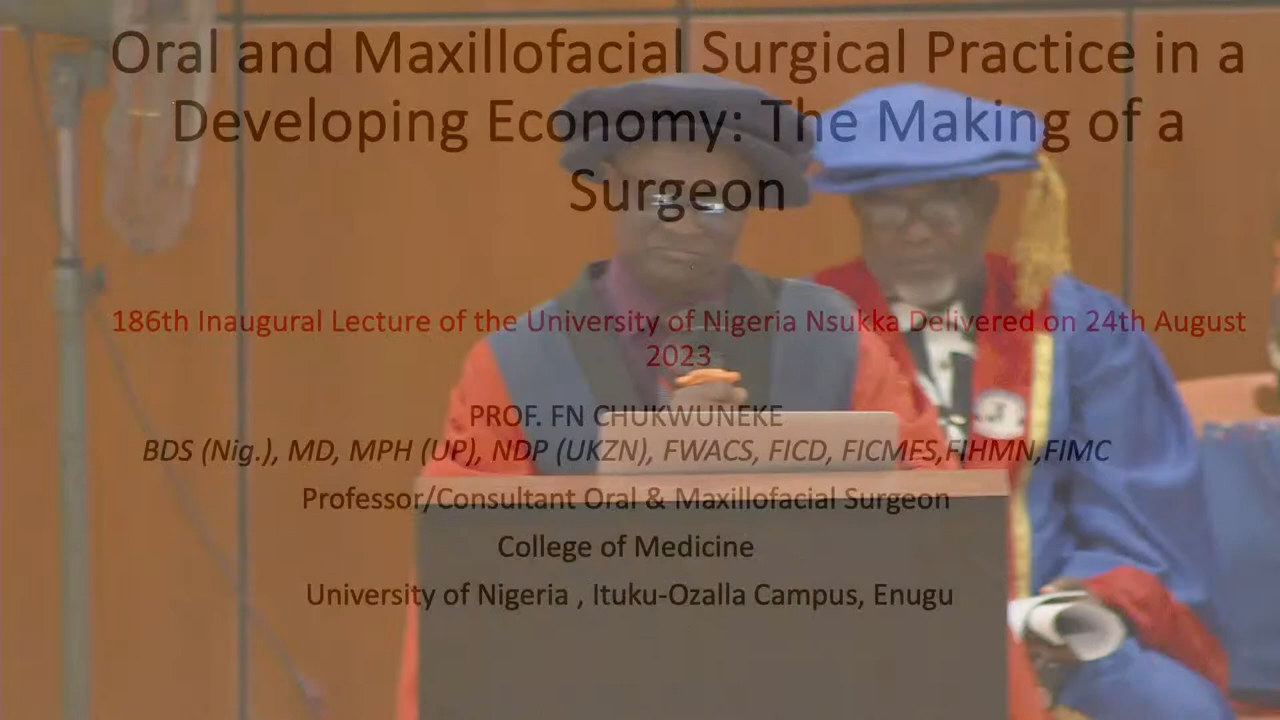 Oral and Maxillofacial Surgical Practice in a
Developing Economy: The Making of a
Surgeon
186th Inaugural Lecture of the University of Nigeria Nsukka Delivered on 24th August
2023
PROF. FN CHUKWUNEKE
BDS (Nig.), MD, MPH (UP), NDP (UKZN), FWACS, FICD, FICMFS,FIHMN,FIMC
Professor/Consultant Oral & Maxillofacial Surgeon
College of Medicine
University of Nigeria , Ituku-Ozalla Campus, Enugu